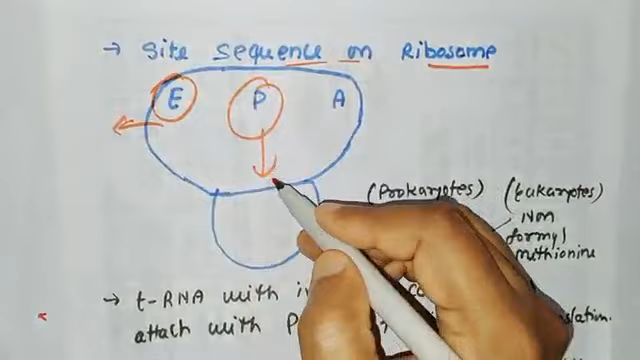 → Site sequence on Ribosome
E P A
(Prokaryotes) (Eukaryotes)
Non
formyl
methionine
→ t-RNA with
attach with P